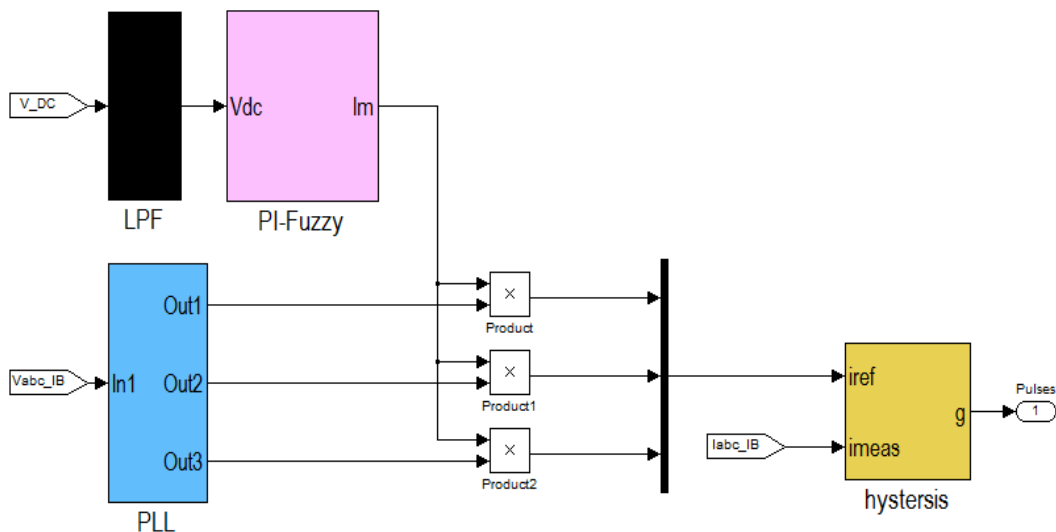 V_DC
Vdc
Im
LPF
PI-Fuzzy
Vabc_IB
In1
Out1
Out2
Out3
PLL
×
Product
×
Product1
×
Product2
Iabc_IB
iref
imeas
g
hystersis
Pulses
1